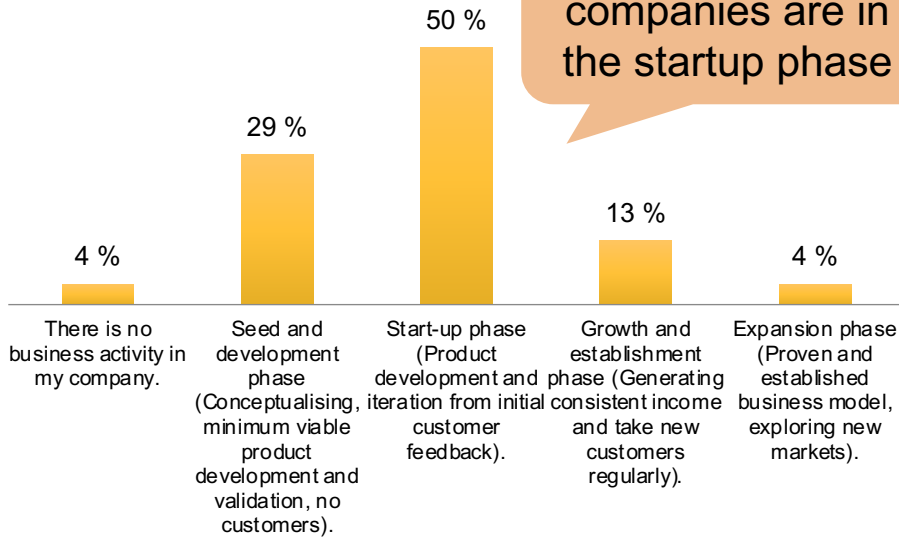 companies are in
the startup phase
50 %
29 %
13 %
4 %
4 %
There is no
business activity in
my company.
Seed and
development
phase
(Conceptualising,
minimum viable
product
development and
validation, no
customers).
Start-up phase
(Product
development and
iteration from initial
customer
feedback).
Growth and
establishment
phase (Generating
consistent income
and take new
customers
regularly).
Expansion phase
(Proven and
established
business model,
exploring new
markets).